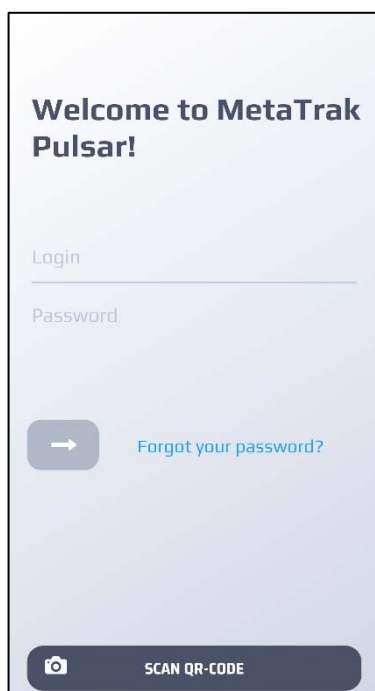 Welcome to MetaTrak
Pulsar!
Login
Password
Forgot your password?
SCAN QR-CODE